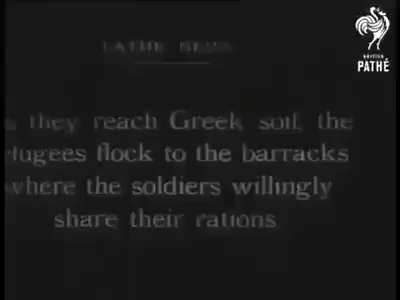 PATHE NEWS
BRITISH
PATHÉ
they reach Greek soil, the
refugees flock to the barracks
where the soldiers willingly
share their rations